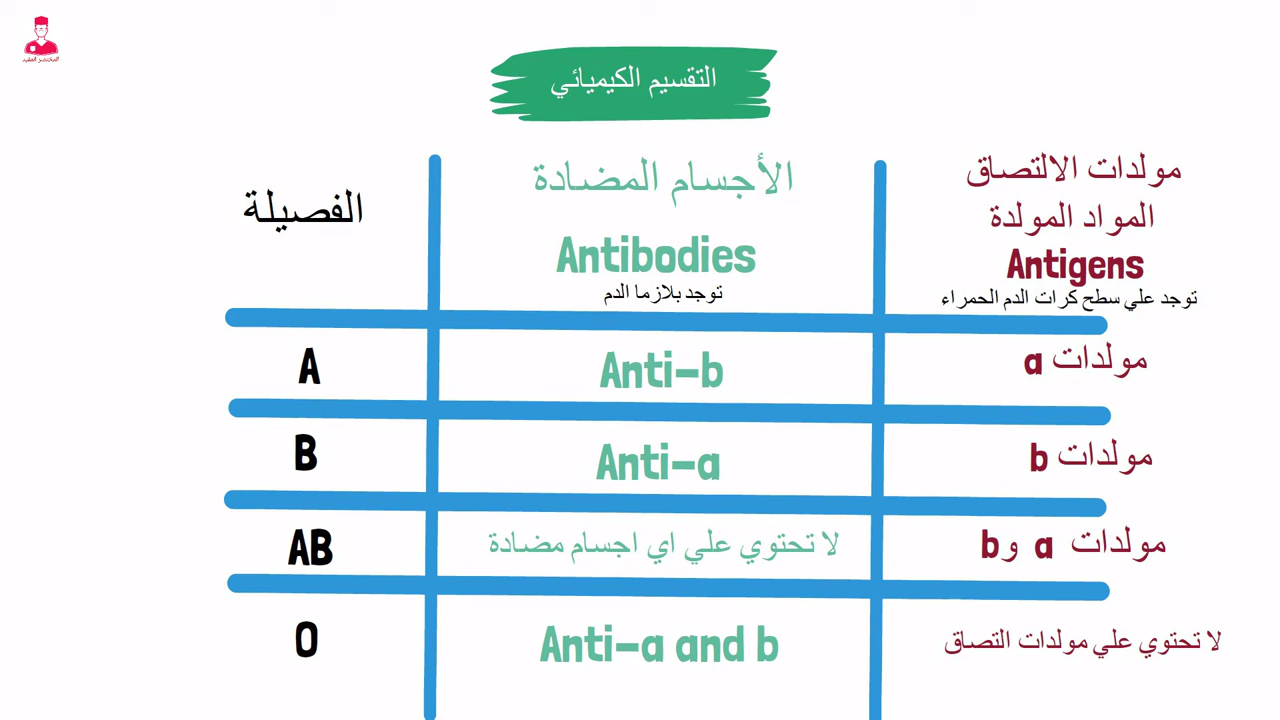 المختصر المفيد
التقسيم الكيميائي
مولدات الالتصاق
المواد المولدة
Antigens
توجد علي سطح كرات الدم الحمراء
الأجسام المضادة
Antibodies
توجد بلازما الدم
الفصيلة
مولدات a
Anti-b
A
مولدات b
Anti-a
B
مولدات a وb
لا تحتوي علي اي اجسام مضادة
AB
لا تحتوي علي مولدات التصاق
Anti-a and b
O